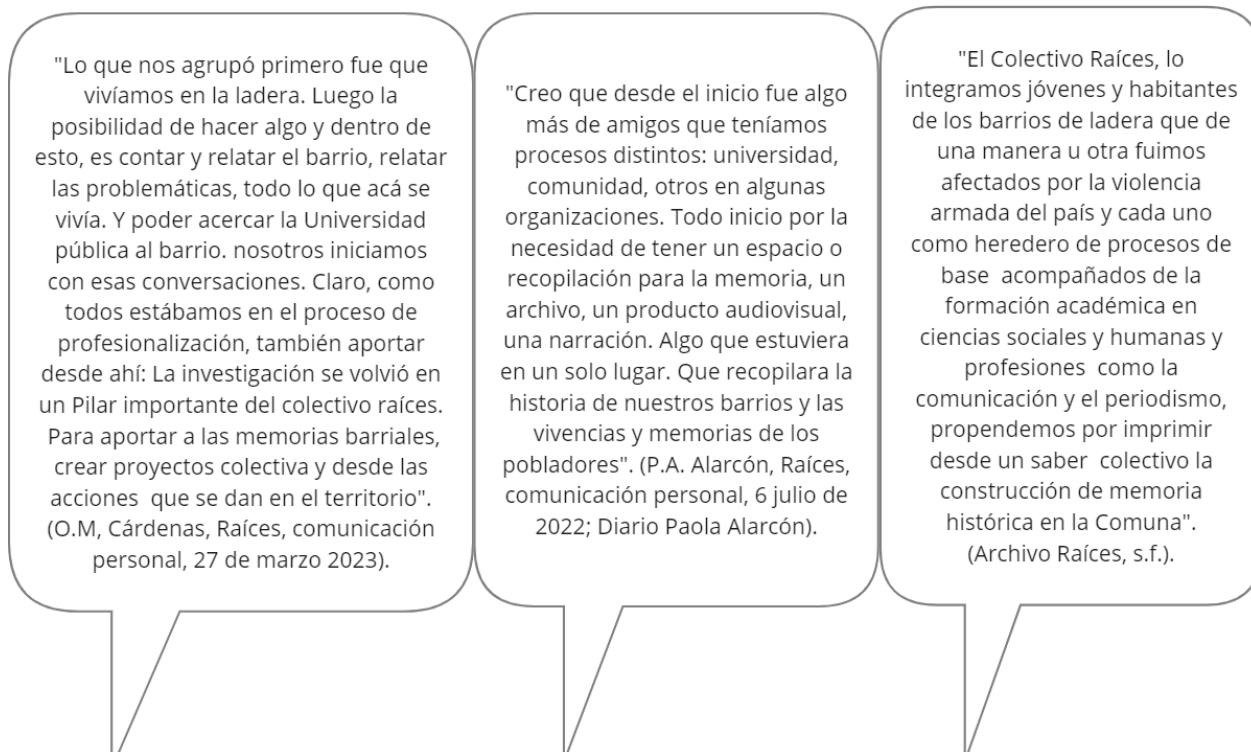 "Lo que nos agrupó primero fue que
vivíamos en la ladera. Luego la
posibilidad de hacer algo y dentro de
esto, es contar y relatar el barrio, relatar
las problemáticas, todo lo que acá se
vivía. Y poder acercar la Universidad
pública al barrio. nosotros iniciamos
con esas conversaciones. Claro, como
todos estábamos en el proceso de
profesionalización, también aportar
desde ahí: La investigación se volvió en
un Pilar importante del colectivo raíces.
Para aportar a las memorias barriales,
crear proyectos colectiva y desde las
acciones que se dan en el territorio".
(O.M, Cárdenas, Raíces, comunicación
personal, 27 de marzo 2023).
"Creo que desde el inicio fue algo
más de amigos que teníamos
procesos distintos: universidad,
comunidad, otros en algunas
organizaciones. Todo inicio por la
necesidad de tener un espacio o
recopilación para la memoria, un
archivo, un producto audiovisual,
una narración. Algo que estuviera
en un solo lugar. Que recopilara la
historia de nuestros barrios y las
vivencias y memorias de los
pobladores". (P.A. Alarcón, Raíces,
comunicación personal, 6 julio de
2022; Diario Paola Alarcón).
"El Colectivo Raíces, lo
integramos jóvenes y habitantes
de los barrios de ladera que de
una manera u otra fuimos
afectados por la violencia
armada del país y cada uno
como heredero de procesos de
base acompañados de la
formación académica en
ciencias sociales y humanas y
profesiones como la
comunicación y el periodismo,
propendemos por imprimir
desde un saber colectivo la
construcción de memoria
histórica en la Comuna".
(Archivo Raíces, s.f.).